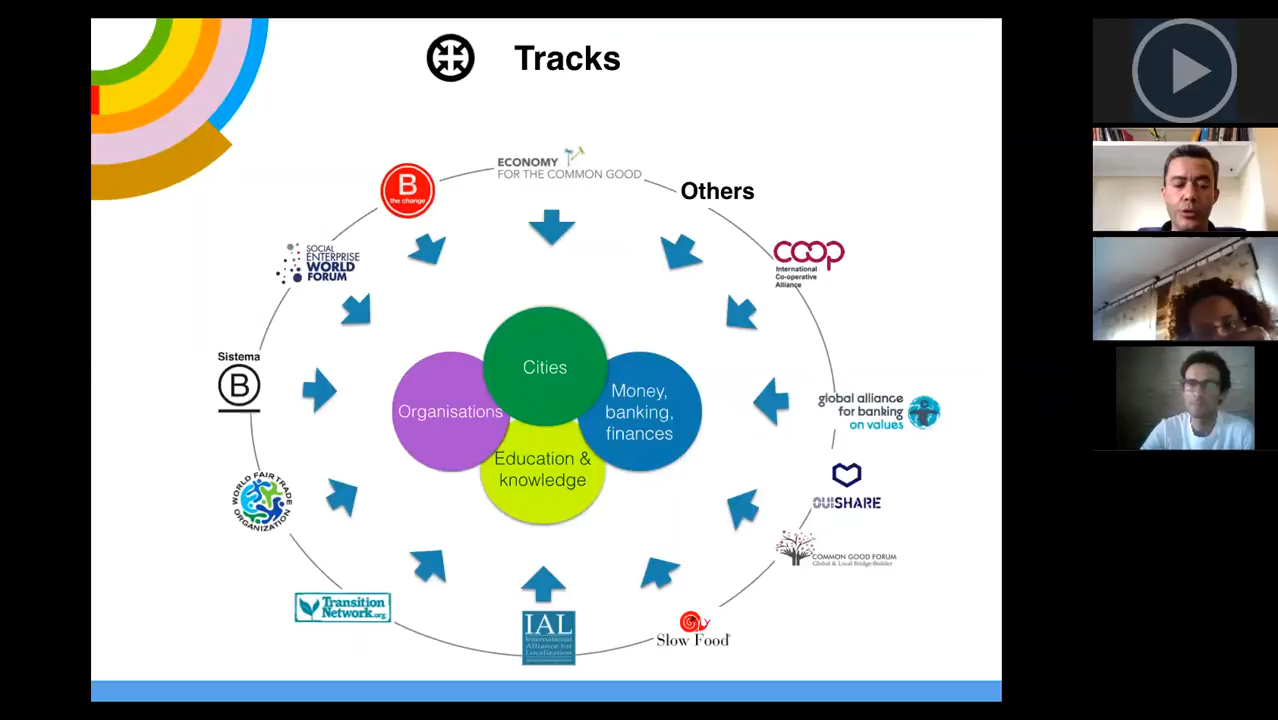 Tracks
ECONOMY
FOR THE COMMON GOOD
Others
B
the change
SOCIAL
ENTERPRISE
WORLD
FORUM
coop
International
Co-operative
Alliance
Cities
Sistema
B
Organisations
Money,
banking,
finances
global alliance
for banking
on values
Education &
knowledge
WORLD FAIR TRADE
ORGANIZATION
OUISHARE
COMMON GOOD FORUM
Global & Local Bridge-Builder
Transition
Network.org
IAL
International
Alliance for
Localization
Slow Food®